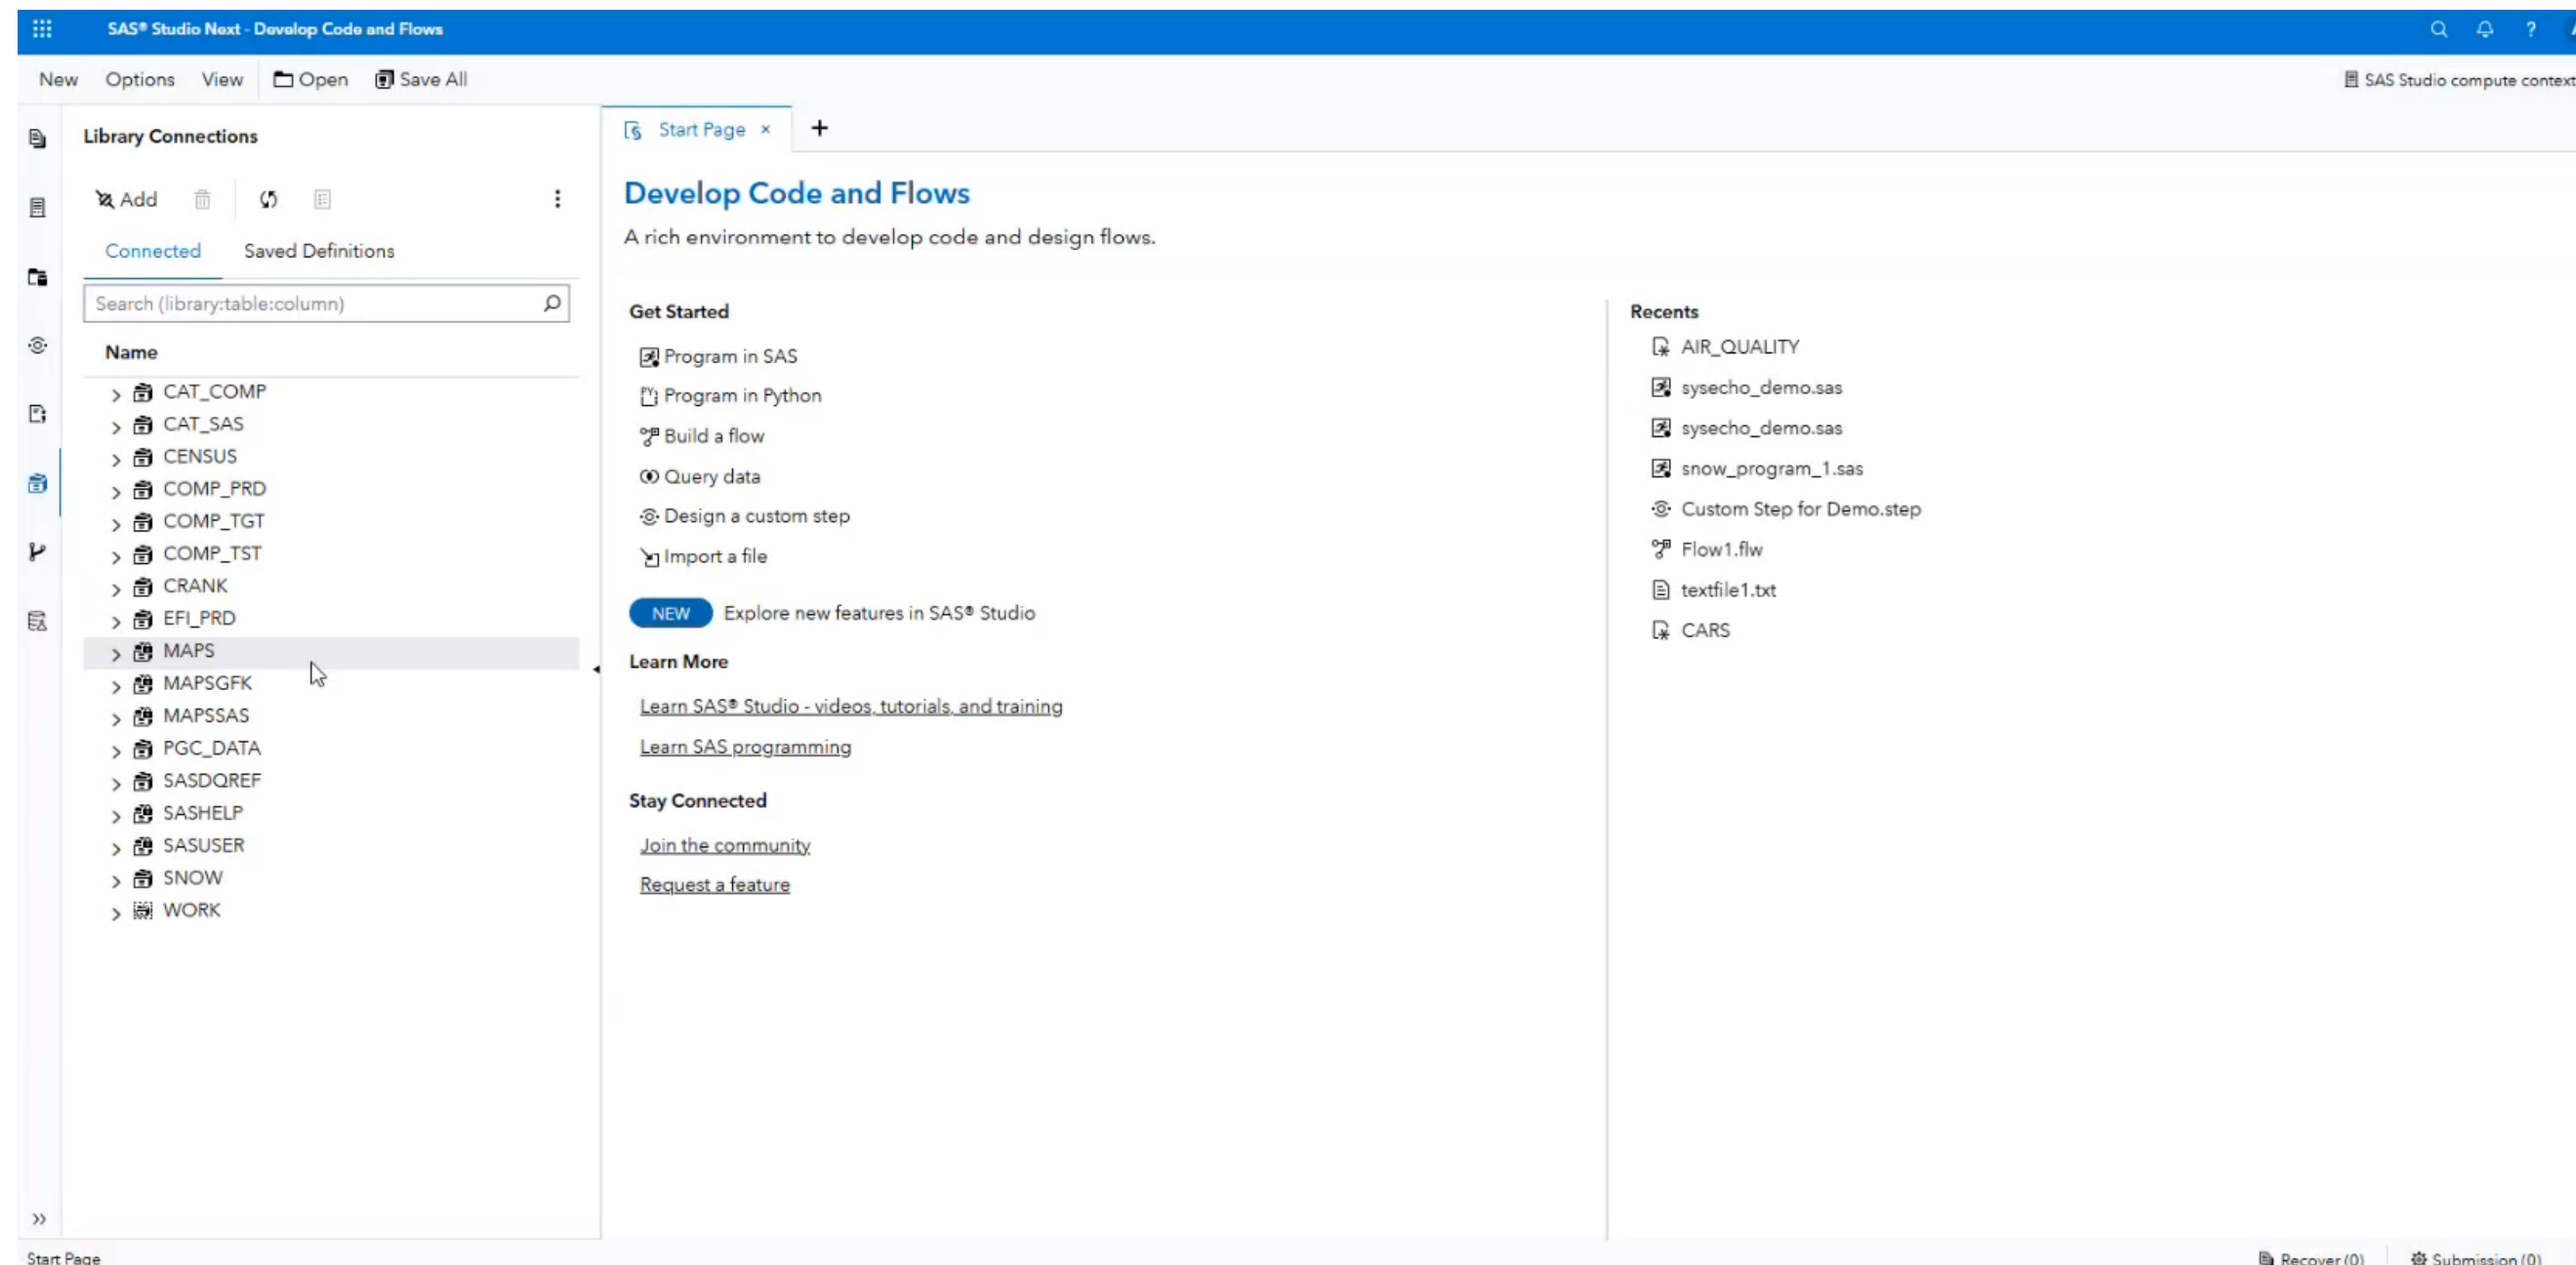 SAS® Studio Next - Develop Code and Flows
?
New Options View Open Save All
SAS Studio compute context
Library Connections
Add
Connected Saved Definitions
Search (library:table:column)
Name
CAT_COMP
CAT_SAS
CENSUS
COMP_PRD
COMP_TGT
COMP_TST
CRANK
EFI_PRD
MAPS
MAPSGFK
MAPSSAS
PGC_DATA
SASDQREF
SASHELP
SASUSER
SNOW
WORK
Start Page × +
Develop Code and Flows
A rich environment to develop code and design flows.
Get Started
Program in SAS
Program in Python
Build a flow
Query data
Design a custom step
Import a file
NEW Explore new features in SAS® Studio
Learn More
Learn SAS® Studio - videos, tutorials, and training
Learn SAS programming
Stay Connected
Join the community
Request a feature
Recents
AIR_QUALITY
sysecho_demo.sas
sysecho_demo.sas
snow_program_1.sas
Custom Step for Demo.step
Flow1.flw
textfile1.txt
CARS
Start Page
Recover (0) Submission (0)